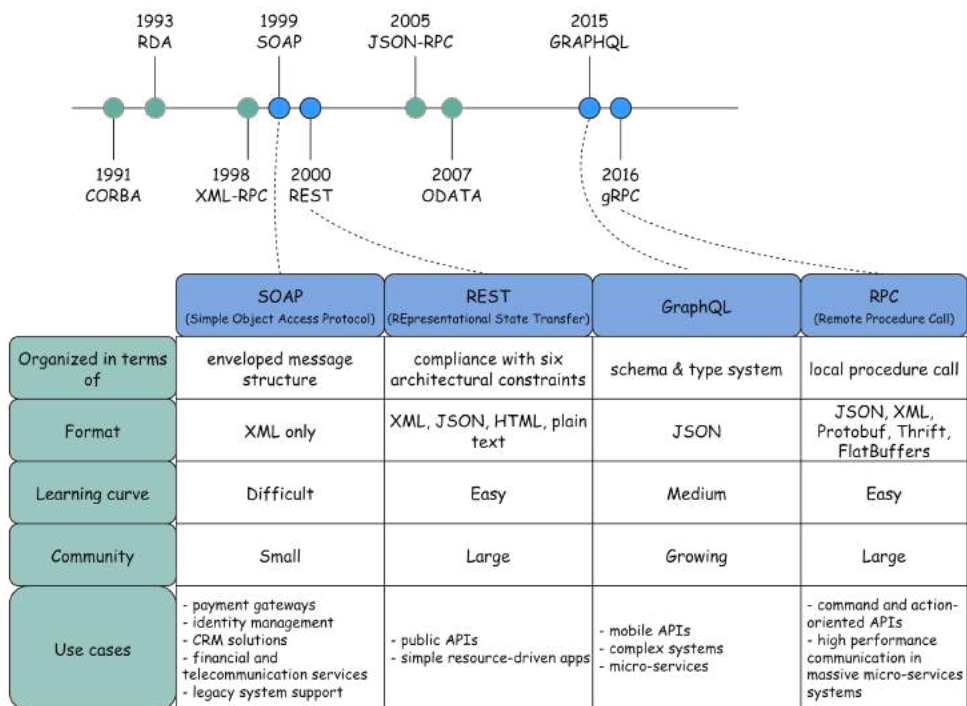 1993
RDA
1999
SOAP
2005
JSON-RPC
2015
GRAPHQL
1991
CORBA
1998
XML-RPC
2000
REST
2007
ODATA
2016
gRPC
SOAP
(Simple Object Access Protocol)
REST
(REpresentational State Transfer)
GraphQL
RPC
(Remote Procedure Call)
Organized in terms
of
enveloped message
structure
compliance with six
architectural constraints
schema & type system
local procedure call
Format
XML only
XML, JSON, HTML, plain
text
JSON
JSON, XML,
Protobuf, Thrift,
FlatBuffers
Learning curve
Difficult
Easy
Medium
Easy
Community
Small
Large
Growing
Large
Use cases
- payment gateways
- identity management
- CRM solutions
- financial and
telecommunication services
- legacy system support
- public APIs
- simple resource-driven apps
- mobile APIs
- complex systems
- micro-services
- command and action-
oriented APIs
- high performance
communication in
massive micro-services
systems